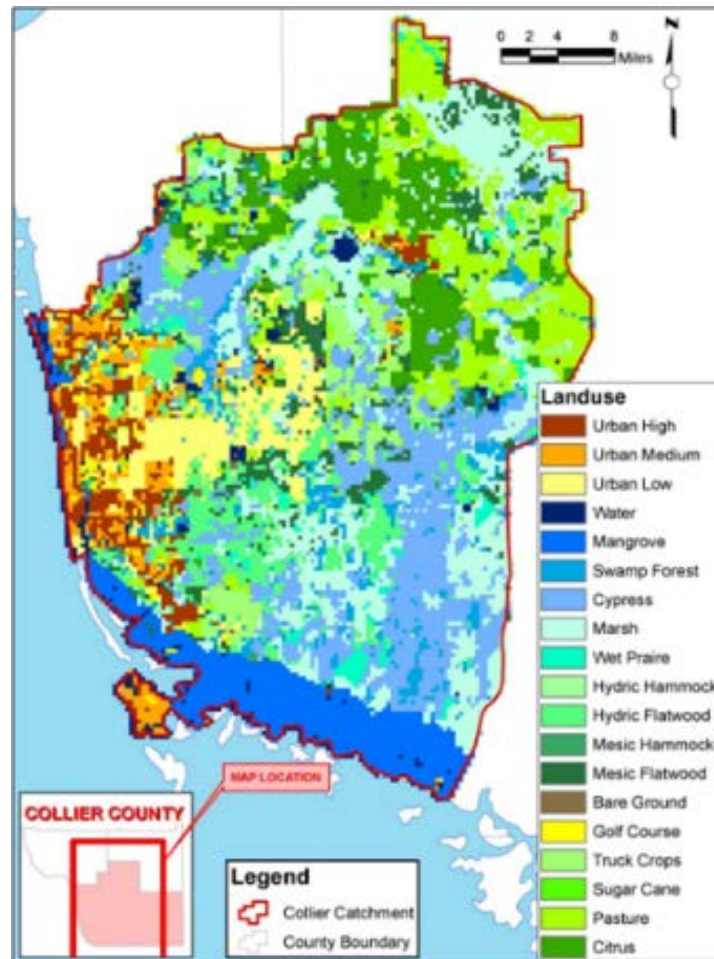 N
0 2 4 8
Miles
Landuse
Urban High
Urban Medium
Urban Low
Water
Mangrove
Swamp Forest
Cypress
Marsh
Wet Praire
Hydric Hammock
Hydric Flatwood
Mesic Hammock
Mesic Flatwood
Bare Ground
Golf Course
Truck Crops
Sugar Cane
Pasture
Citrus
MAP LOCATION
COLLIER COUNTY
Legend
Collier Catchment
County Boundary